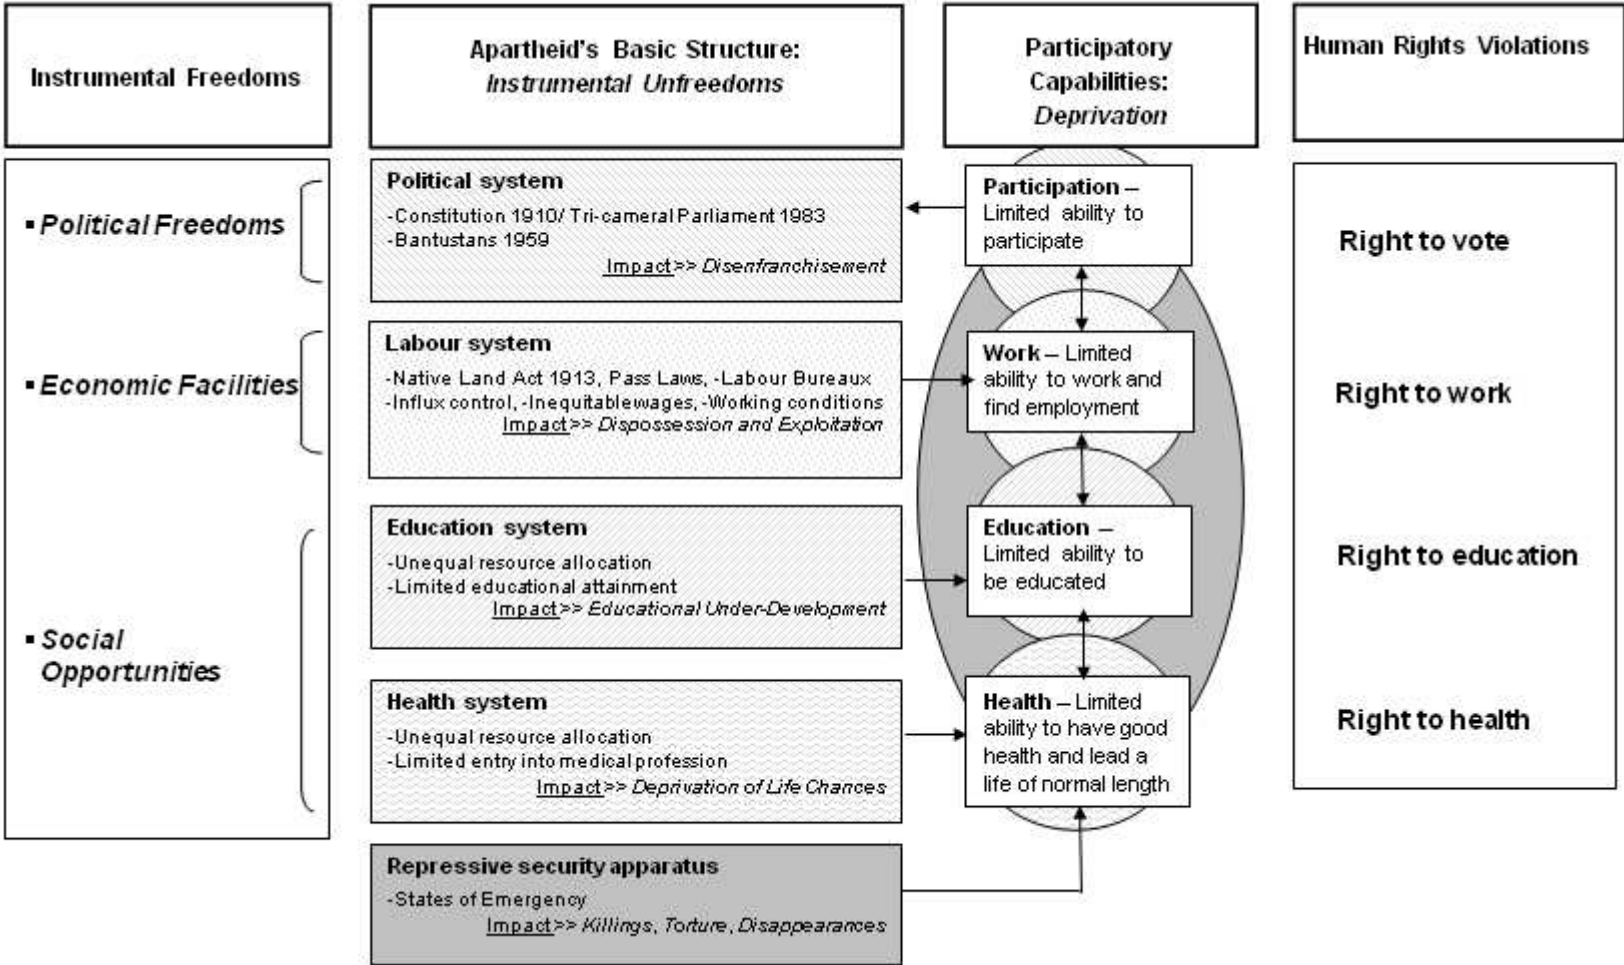 Instrumental Freedoms
Apartheid's Basic Structure:
Instrumental Unfreedoms
Participatory
Capabilities:
Deprivation
Human Rights Violations
▪ Political Freedoms
▪ Economic Facilities
▪ Social
Opportunities
Political system
-Constitution 1910/ Tri-cameral Parliament 1983
-Bantustans 1959
Impact>> Disenfranchisement
Labour system
-Native Land Act 1913, Pass Laws, -Labour Bureaux
-Influx control, -Inequitable wages, -Working conditions
Impact>> Dispossession and Exploitation
Education system
-Unequal resource allocation
-Limited educational attainment
Impact>> Educational Under-Development
Health system
-Unequal resource allocation
-Limited entry into medical profession
Impact>> Deprivation of Life Chances
Repressive security apparatus
-States of Emergency
Impact>> Killings, Torture, Disappearances
Participation –
Limited ability to
participate
Work – Limited
ability to work and
find employment
Education –
Limited ability to
be educated
Health – Limited
ability to have good
health and lead a
life of normal length
Right to vote
Right to work
Right to education
Right to health